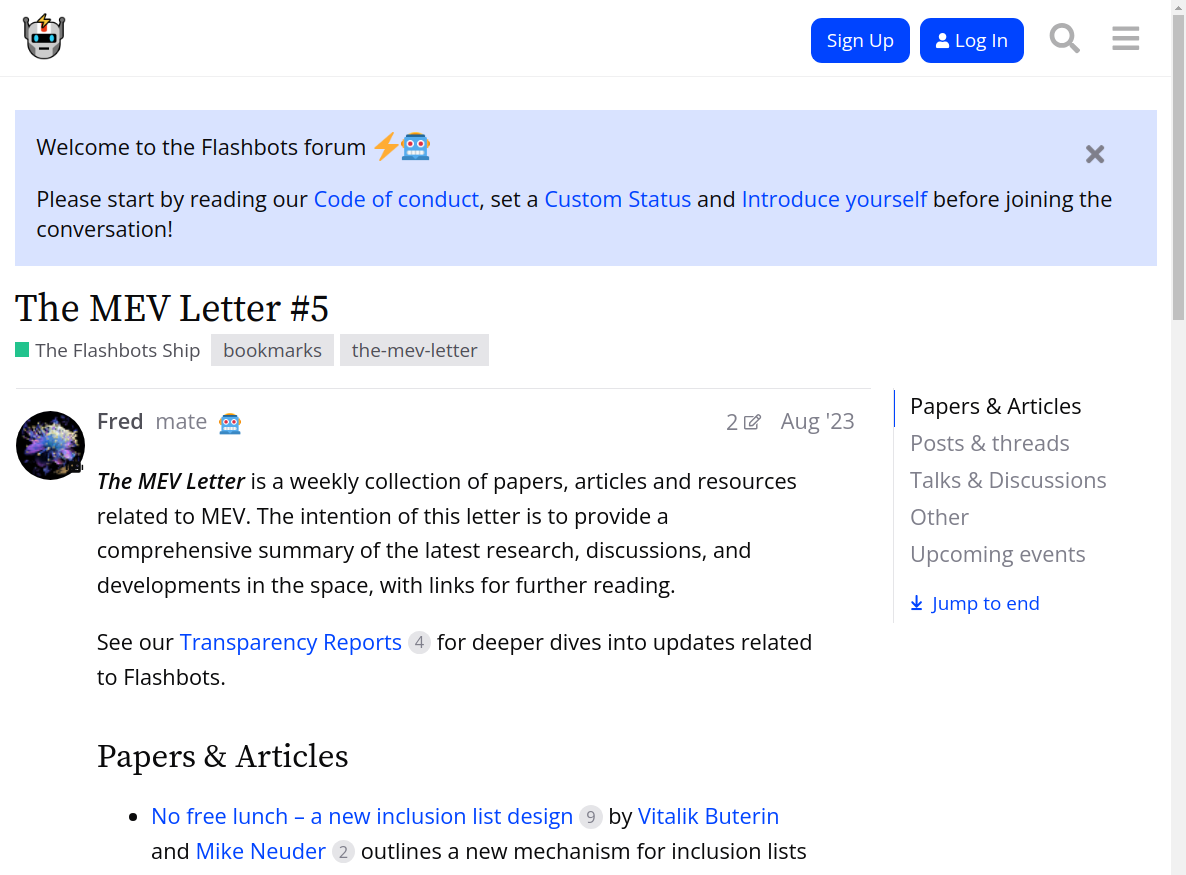 Sign Up
Log In
Welcome to the Flashbots forum
Please start by reading our Code of conduct, set a Custom Status and Introduce yourself before joining the
conversation!
The MEV Letter #5
The Flashbots Ship bookmarks the-mev-letter
Fred mate 2 Aug '23
The MEV Letter is a weekly collection of papers, articles and resources
related to MEV. The intention of this letter is to provide a
comprehensive summary of the latest research, discussions, and
developments in the space, with links for further reading.
See our Transparency Reports 4 for deeper dives into updates related
to Flashbots.
Papers & Articles
No free lunch – a new inclusion list design 9 by Vitalik Buterin
and Mike Neuder 2 outlines a new mechanism for inclusion lists
Papers & Articles
Posts & threads
Talks & Discussions
Other
Upcoming events
Jump to end